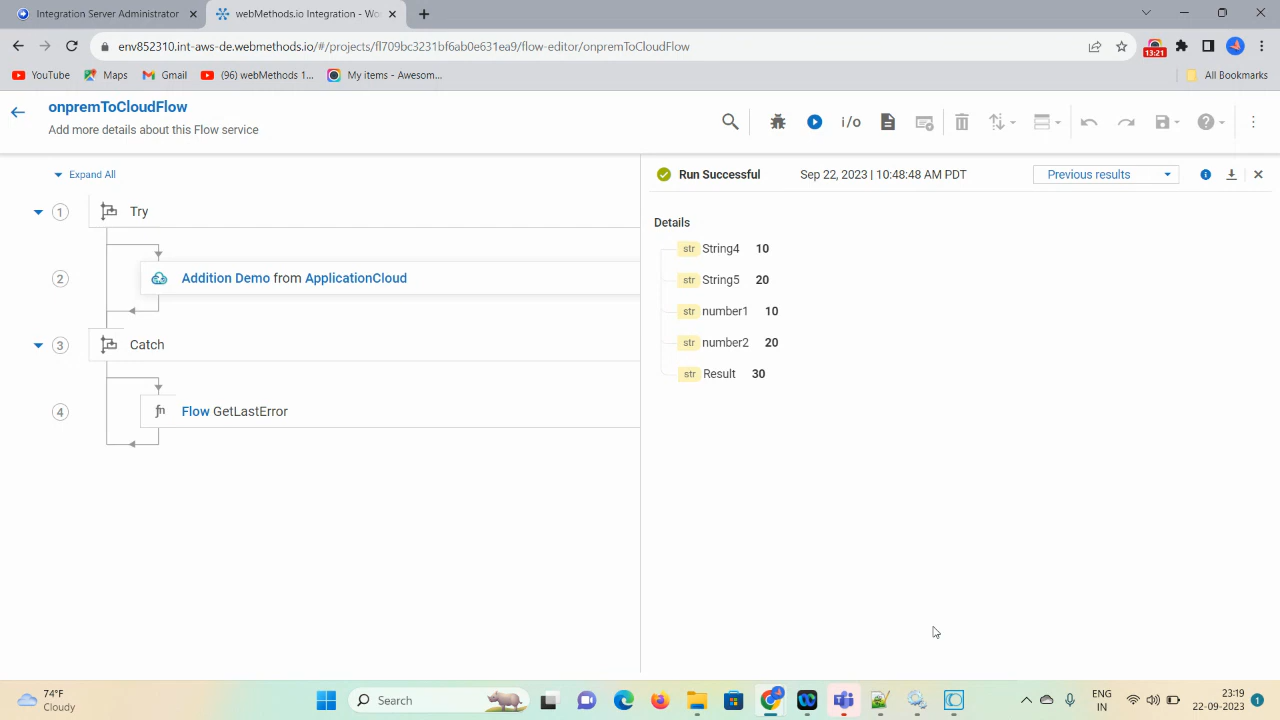 Integration Server Administrator
webMethods.io Integration - Wo
env852310.int-aws-de.webmethods.io/#/projects/fl709bc3231bf6ab0e631ea9/flow-editor/onpremToCloudFlow
13:21
YouTube
Maps
Gmail
(96) webMethods 1...
My items - Awesom...
All Bookmarks
onpremToCloudFlow
Add more details about this Flow service
i/o
Expand All
Run Successful
Sep 22, 2023 | 10:48:48 AM PDT
Previous results
1 Try
Details
str String4 10
2 Addition Demo from ApplicationCloud
str String5 20
str number1 10
3 Catch
str number2 20
str Result 30
4 fn Flow GetLastError
74°F
Cloudy
Search
ENG
IN
23:19
22-09-2023
1